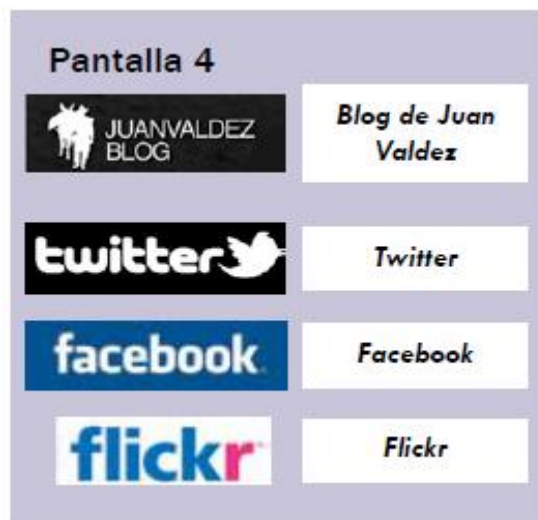 Pantalla 4
JUANVALDEZ
BLOG
Blog de Juan
Valdez
twitter
Twitter
facebook
Facebook
flickr
Flickr